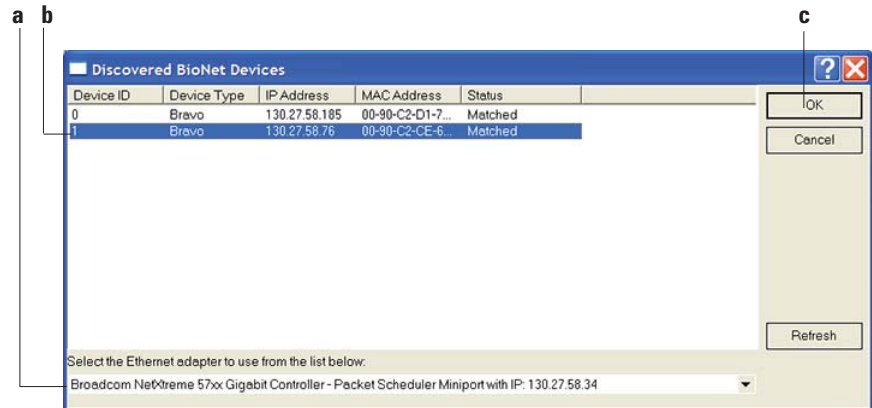 a b c
Discovered BioNet Devices
Device ID Device Type IP Address MAC Address Status
0 Bravo 130.27.58.185 00-90-C2-D1-7... Matched
1 Bravo 130.27.58.76 00-90-C2-CE-6... Matched
OK
Cancel
Refresh
Select the Ethernet adapter to use from the list below:
Broadcom NetXtreme 57xx Gigabit Controller - Packet Scheduler Miniport with IP: 130.27.58.34